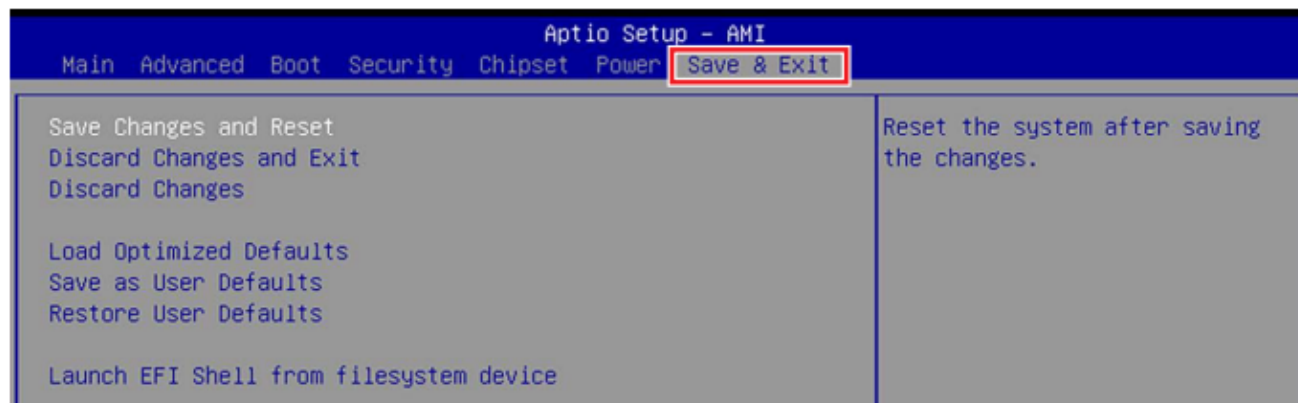 Aptio Setup – AMI
Main Advanced Boot Security Chipset Power Save & Exit
Save Changes and Reset
Discard Changes and Exit
Discard Changes
Load Optimized Defaults
Save as User Defaults
Restore User Defaults
Launch EFI Shell from filesystem device
Reset the system after saving
the changes.